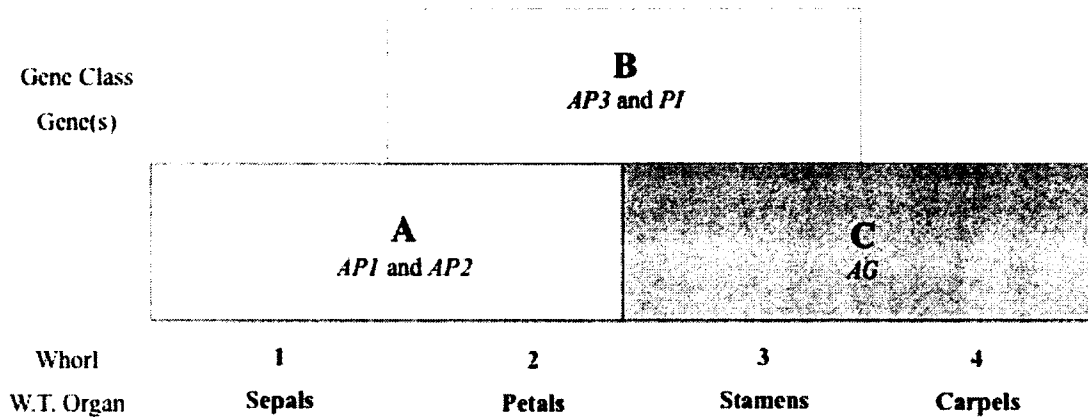 Gene Class
B
Gene(s)
AP3 and PI
A
C
AP1 and AP2
AG
Whorl 1 2 3 4
W.T. Organ Sepals Petals Stamens Carpels